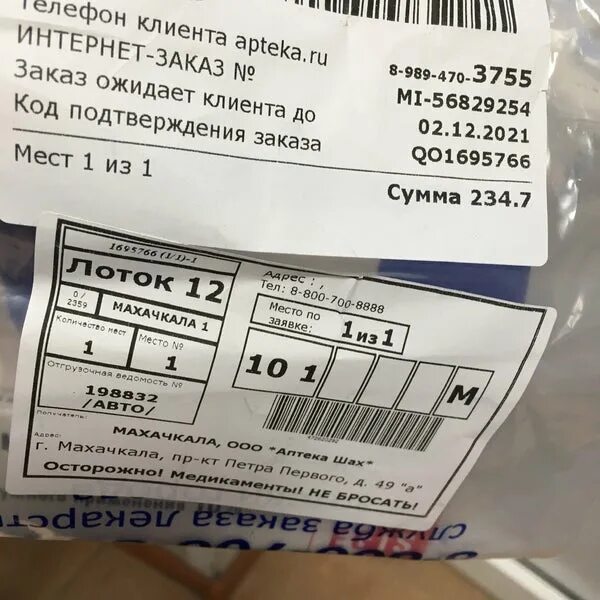 Телефон клиента apteka.ru 8-989-470-3755
ИНТЕРНЕТ-ЗАКАЗ № MI-56829254
Заказ ожидает клиента до 02.12.2021
Код подтверждения заказа QO1695766
Мест 1 из 1 Сумма 234.7
1695766 (1/1)-1
Лоток 12
0/
2359
МАХАЧКАЛА 1
Количество мест
1
Место №
1
Отгрузочная ведомость №
198832
/АВТО/
Адрес : ,
Тел: 8-800-700-8888
Место по
заявке:
1 из 1
10 1 М
Получатель:
МАХАЧКАЛА, ООО "Аптека Шах"
Адрес:
г. Махачкала, пр-кт Петра Первого, д. 49 "а"
Осторожно! Медикаменты! НЕ БРОСАТЬ!
служба заказа лекарств